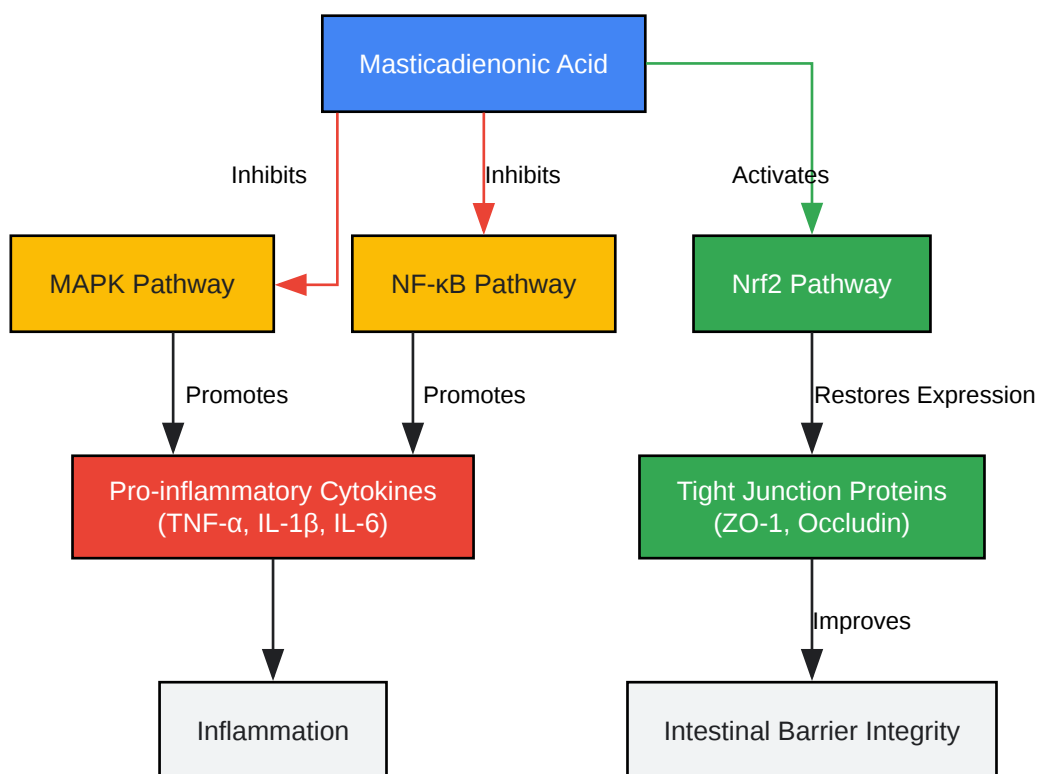 Masticadienonic Acid
Inhibits
Inhibits
Activates
MAPK Pathway
NF-κB Pathway
Nrf2 Pathway
Promotes
Promotes
Restores Expression
Pro-inflammatory Cytokines
(TNF-α, IL-1β, IL-6)
Tight Junction Proteins
(ZO-1, Occludin)
Improves
Inflammation
Intestinal Barrier Integrity